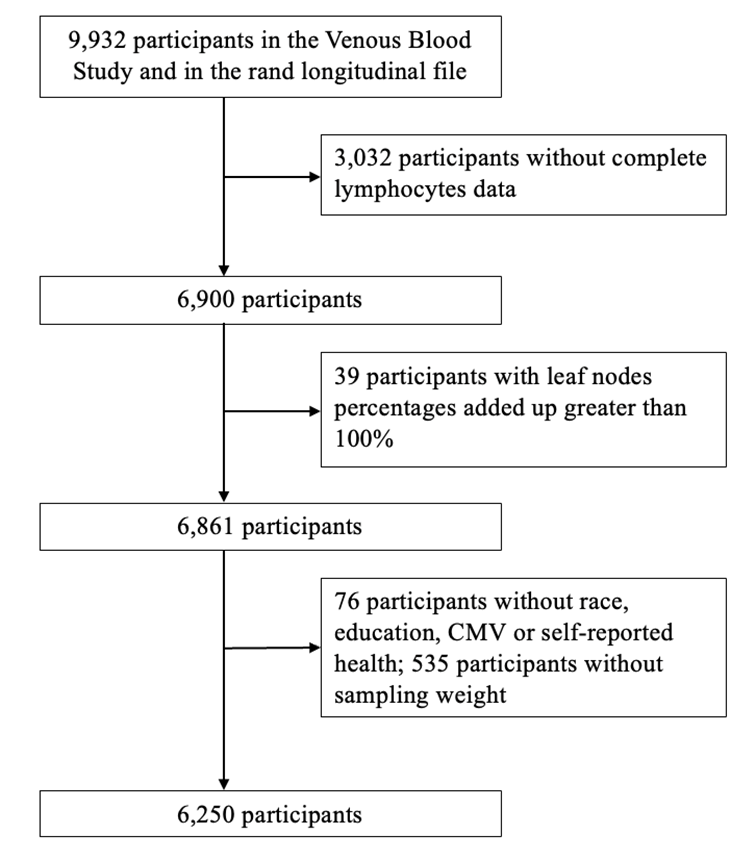 9,932 participants in the Venous Blood
Study and in the rand longitudinal file
3,032 participants without complete
lymphocytes data
6,900 participants
39 participants with leaf nodes
percentages added up greater than
100%
6,861 participants
76 participants without race,
education, CMV or self-reported
health; 535 participants without
sampling weight
6,250 participants